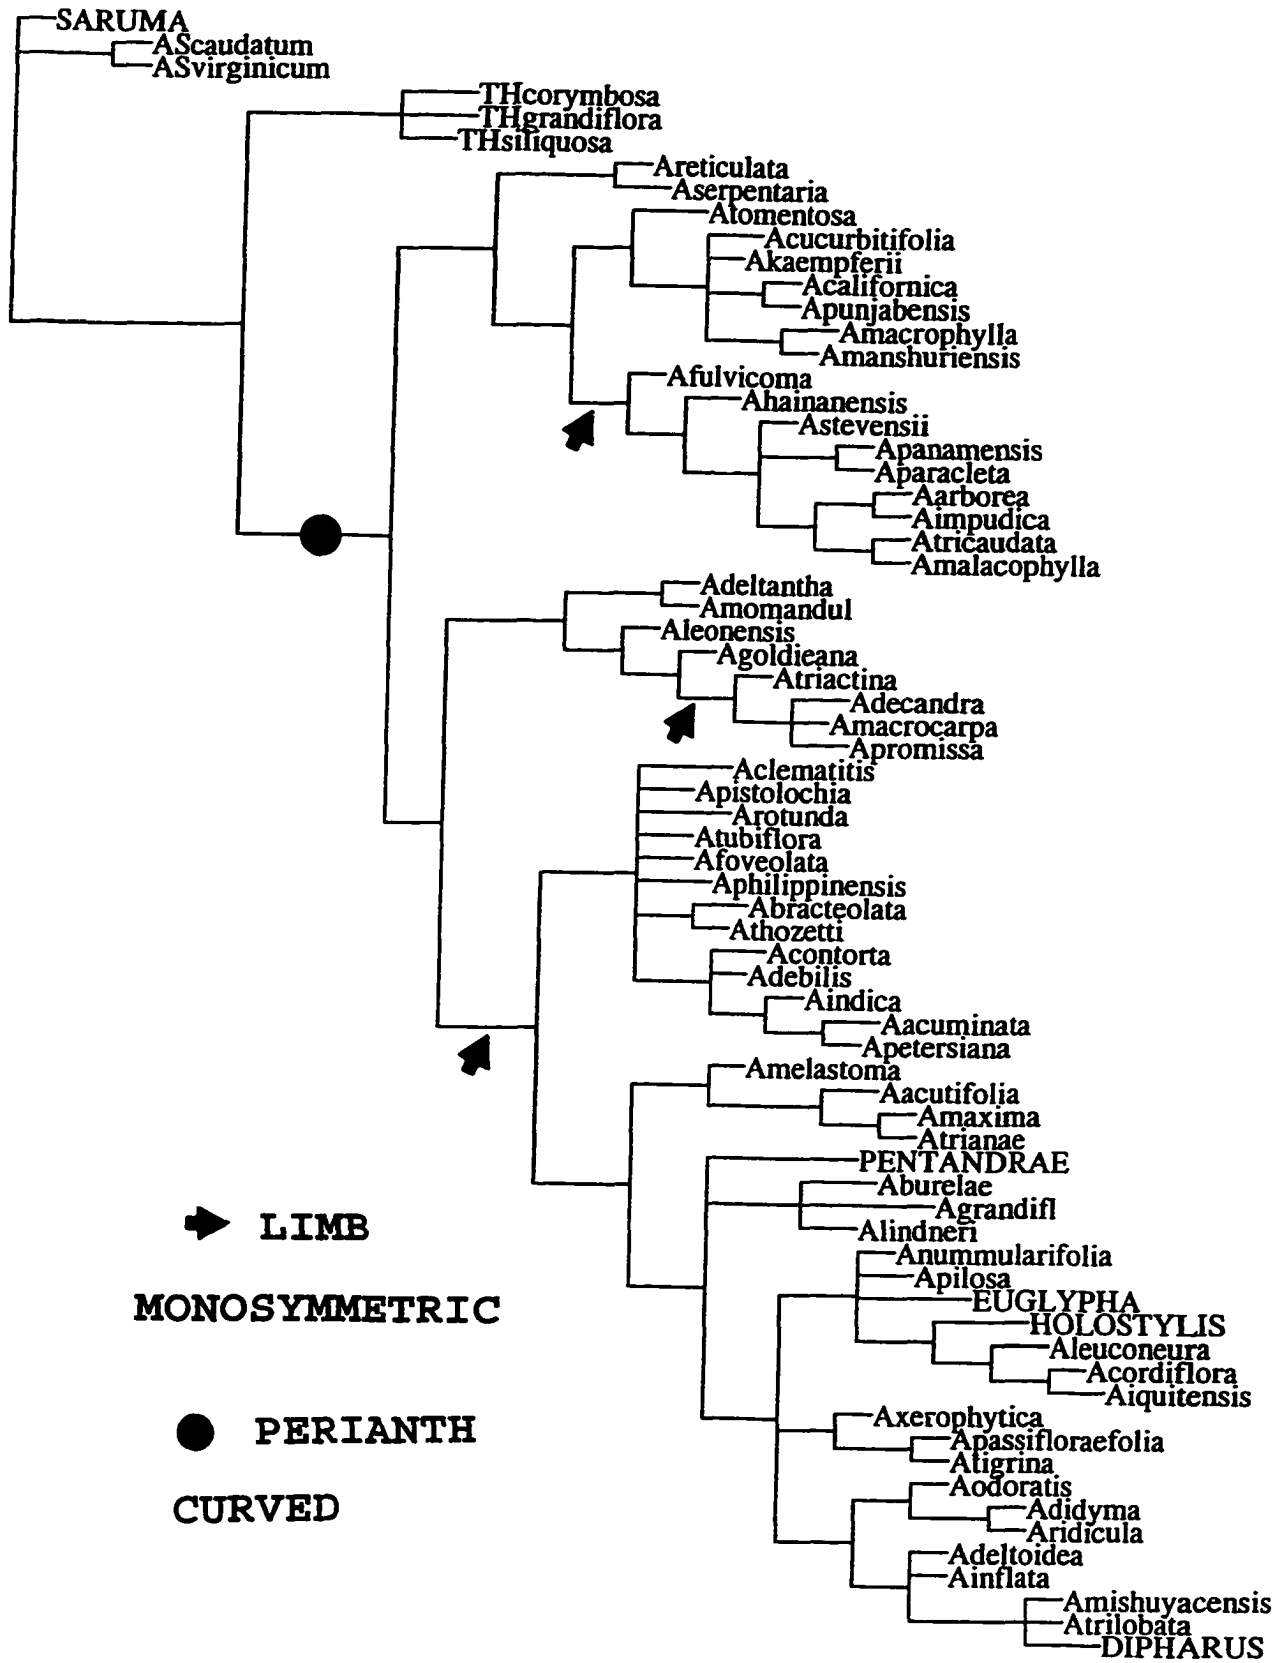 SARUMA
AScaudatum
ASvirginicum
THcorymbosa
THgrandiflora
THsiliquosa
Areticulata
Aserpentaria
Atomentosa
Acucurbitifolia
Akaempferii
Acalifornica
Apunjabensis
Amacrophylla
Amanshuriensis
Afulvicoma
Ahainanensis
Astevensii
Apanamensis
Aparacleta
Aarborea
Aimpudica
Atricaudata
Amalacophylla
Adeltantha
Amomandul
Aleonensis
Agoldieana
Atriactina
Adecandra
Amacrocarpa
Apromissa
Aclematitis
Apistolochia
Arotunda
Atubiflora
Afoveolata
Aphilippinensis
Abracteolata
Athozetti
Acontorta
Adebilis
Aindica
Aacuminata
Apetersiana
Amelastoma
Aacutifolia
Amaxima
Atrianae
PENTANDRAE
Aburelae
Agrandifl
Alindneri
Anummularifolia
Apilosa
EUGLYPHA
HOLOSTYLIS
Aleuconeura
Acordiflora
Aiquitensis
Axerophytica
Apassifloraefolia
Atigrina
Aodoratis
Adidyma
Aridicula
Adeltoidea
Ainflata
Amishuyacensis
Atrilobata
DIPHARUS
LIMB
MONOSYMMETRIC
PERIANTH
CURVED